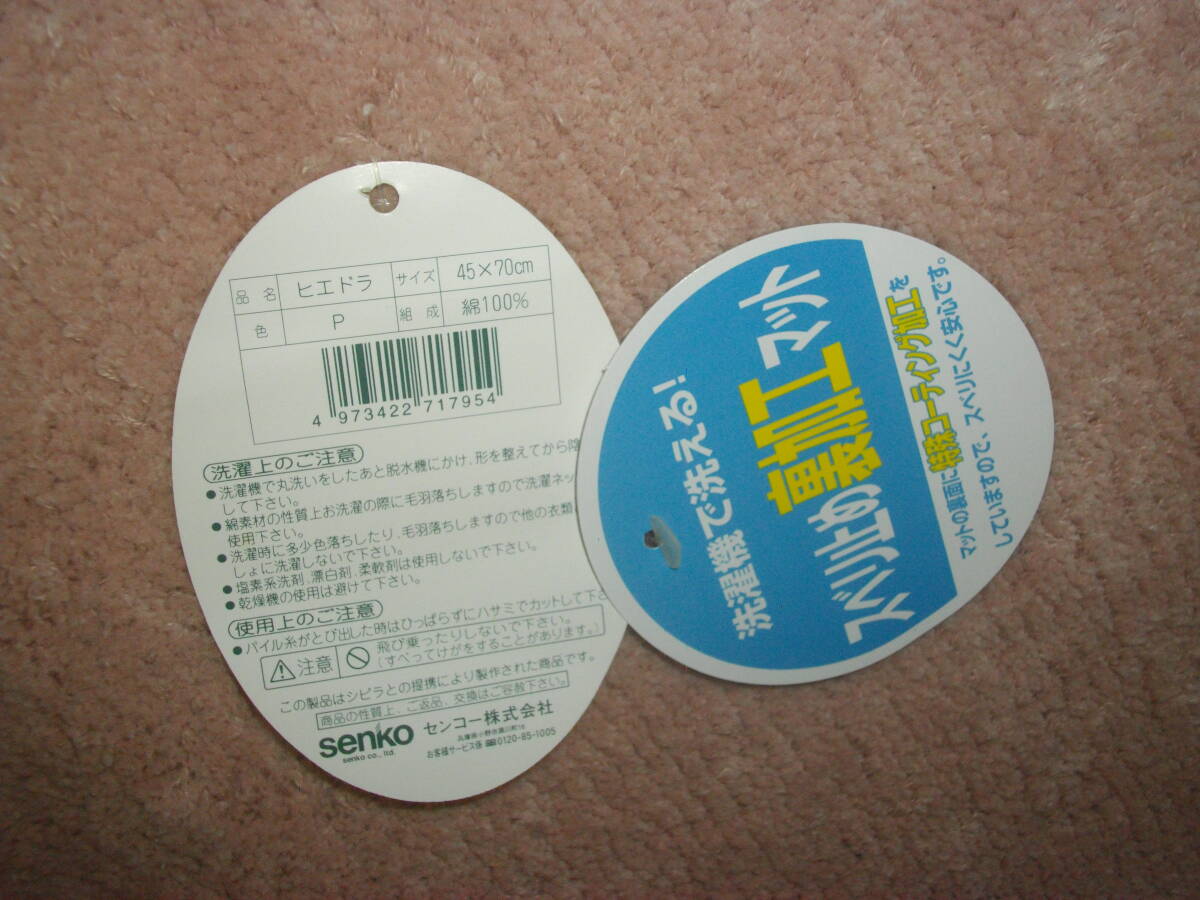 品名 ヒエドラ サイズ 45×70cm
色 P 組成 綿100%
4 973422 717954
洗濯上のご注意
●洗濯機で丸洗いをしたあと脱水機にかけ、形を整えてから陰
して下さい。
●綿素材の性質上お洗濯の際に毛羽落ちしますので洗濯ネッ
使用下さい。
●洗濯時に多少色落ちしたり、毛羽落ちしますので他の衣類
しょに洗濯しないで下さい。
●塩素系洗剤、漂白剤、柔軟剤は使用しないで下さい。
●乾燥機の使用は避けて下さい。
使用上のご注意
●パイル糸がとび出した時はひっぱらずにハサミでカットして下さ
注意 飛び乗ったりしないで下さい。
(すべってけがをすることがあります。)
この製品はシビラとの提携により製作された商品です。
商品の性質上、ご返品、交換はご容赦下さい。
senko センコー株式会社
senko co., ltd.
お客様サービス係 0120-85-1005
洗濯機で洗える!
スベリ止め裏加工マット
マットの裏面に特殊コーティング加工を
していますので、スベリにくく安心です。